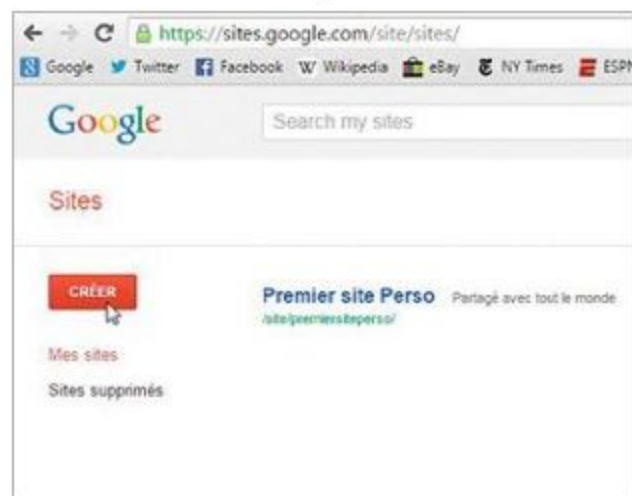 https://sites.google.com/site/sites/
Google Twitter Facebook W Wikipedia eBay NY Times ESPN
Google Search my sites
Sites
CRÉER
Premier site Perso Partagé avec tout le monde
/site/premiersiteperso/
Mes sites
Sites supprimés